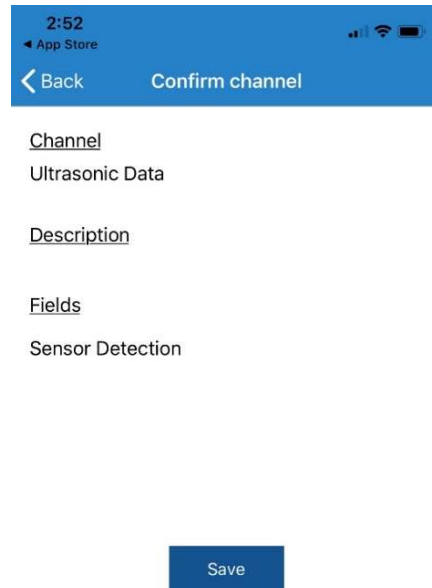 2:52
◀ App Store
Back Confirm channel
Channel
Ultrasonic Data
Description
Fields
Sensor Detection
Save